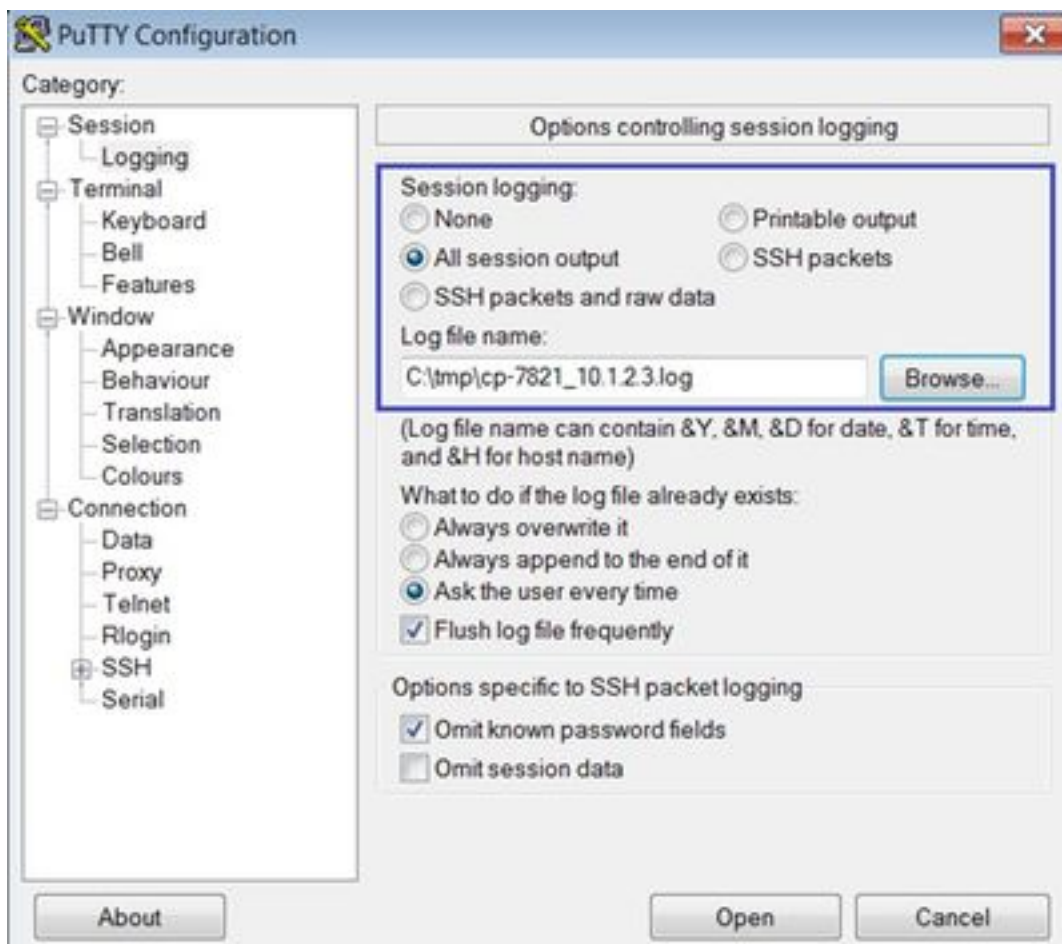 PuTTY Configuration
Category:
Session
Logging
Terminal
Keyboard
Bell
Features
Window
Appearance
Behaviour
Translation
Selection
Colours
Connection
Data
Proxy
Telnet
Rlogin
SSH
Serial
Options controlling session logging
Session logging:
None
Printable output
All session output
SSH packets
SSH packets and raw data
Log file name:
C:\tmp\cp-7821_10.1.2.3.log
Browse...
(Log file name can contain &Y, &M, &D for date, &T for time,
and &H for host name)
What to do if the log file already exists:
Always overwrite it
Always append to the end of it
Ask the user every time
Flush log file frequently
Options specific to SSH packet logging
Omit known password fields
Omit session data
About
Open
Cancel